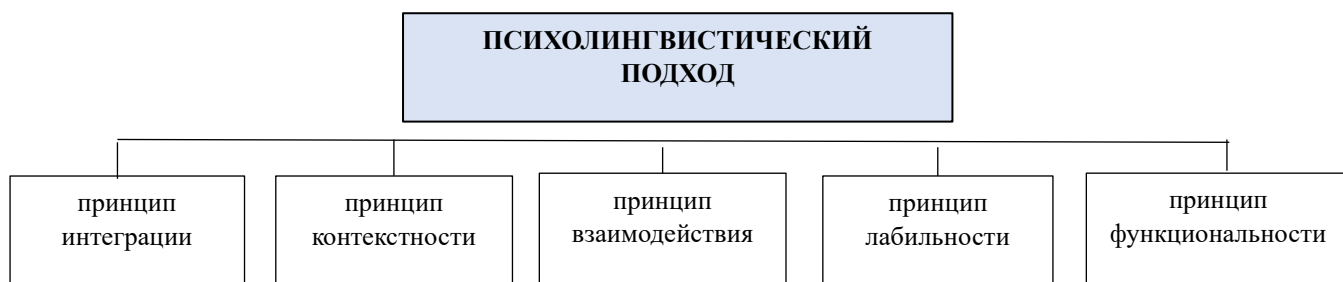 ПСИХОЛИНГВИСТИЧЕСКИЙ
ПОДХОД
принцип
интеграции
принцип
контекстности
принцип
взаимодействия
принцип
лабильности
принцип
функциональности